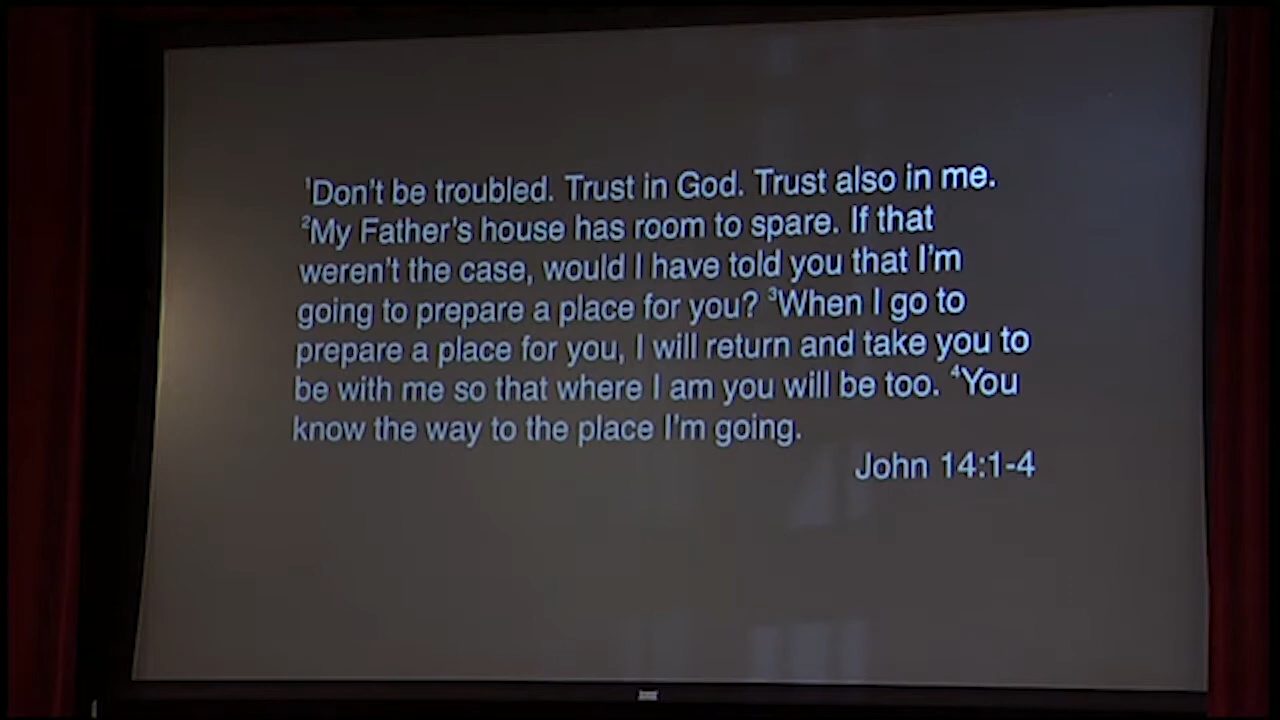 ¹Don't be troubled. Trust in God. Trust also in me.
²My Father's house has room to spare. If that
weren't the case, would I have told you that I'm
going to prepare a place for you? ³When I go to
prepare a place for you, I will return and take you to
be with me so that where I am you will be too. ⁴You
know the way to the place I'm going.
John 14:1-4